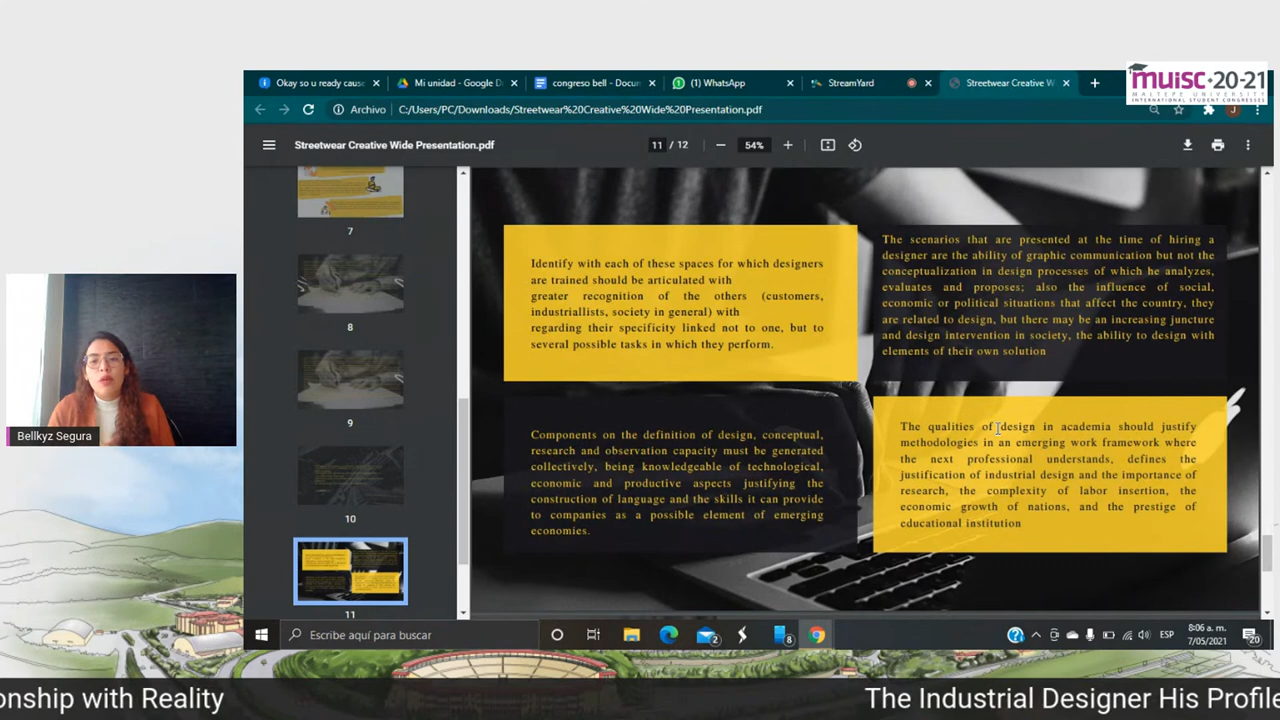 muisc•20-21
MALTEPE UNIVERSITY
INTERNATIONAL STUDENT CONGRESSES
Okay so u ready caus
Mi unidad - Google D
congreso bell - Docun
(1) WhatsApp
StreamYard
Streetwear Creative W
Archivo
C:/Users/PC/Downloads/Streetwear%20Creative%20Wide%20Presentation.pdf
J
Streetwear Creative Wide Presentation.pdf
11 / 12
54%
7
8
9
10
11
Identify with each of these spaces for which designers
are trained should be articulated with
greater recognition of the others (customers,
industriallists, society in general) with
regarding their specificity linked not to one, but to
several possible tasks in which they perform.
The scenarios that are presented at the time of hiring a
designer are the ability of graphic communication but not the
conceptualization in design processes of which he analyzes,
evaluates and proposes; also the influence of social,
economic or political situations that affect the country, they
are related to design, but there may be an increasing juncture
and design intervention in society, the ability to design with
elements of their own solution
Components on the definition of design, conceptual,
research and observation capacity must be generated
collectively, being knowledgeable of technological,
economic and productive aspects justifying the
construction of language and the skills it can provide
to companies as a possible element of emerging
economies.
The qualities of design in academia should justify
methodologies in an emerging work framework where
the next professional understands, defines the
justification of industrial design and the importance of
research, the complexity of labor insertion, the
economic growth of nations, and the prestige of
educational institution
Bellkyz Segura
Escribe aquí para buscar
2
8
ESP
8:06 a. m.
7/05/2021
20
onship with Reality
The Industrial Designer His Profile